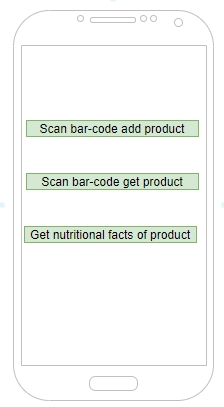 Scan bar-code add product
Scan bar-code get product
Get nutritional facts of product